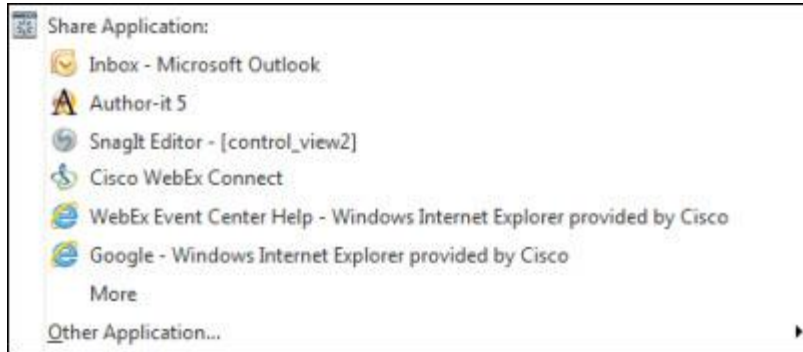 Share Application:
Inbox - Microsoft Outlook
Author-it 5
SnagIt Editor - [control_view2]
Cisco WebEx Connect
WebEx Event Center Help - Windows Internet Explorer provided by Cisco
Google - Windows Internet Explorer provided by Cisco
More
Other Application...